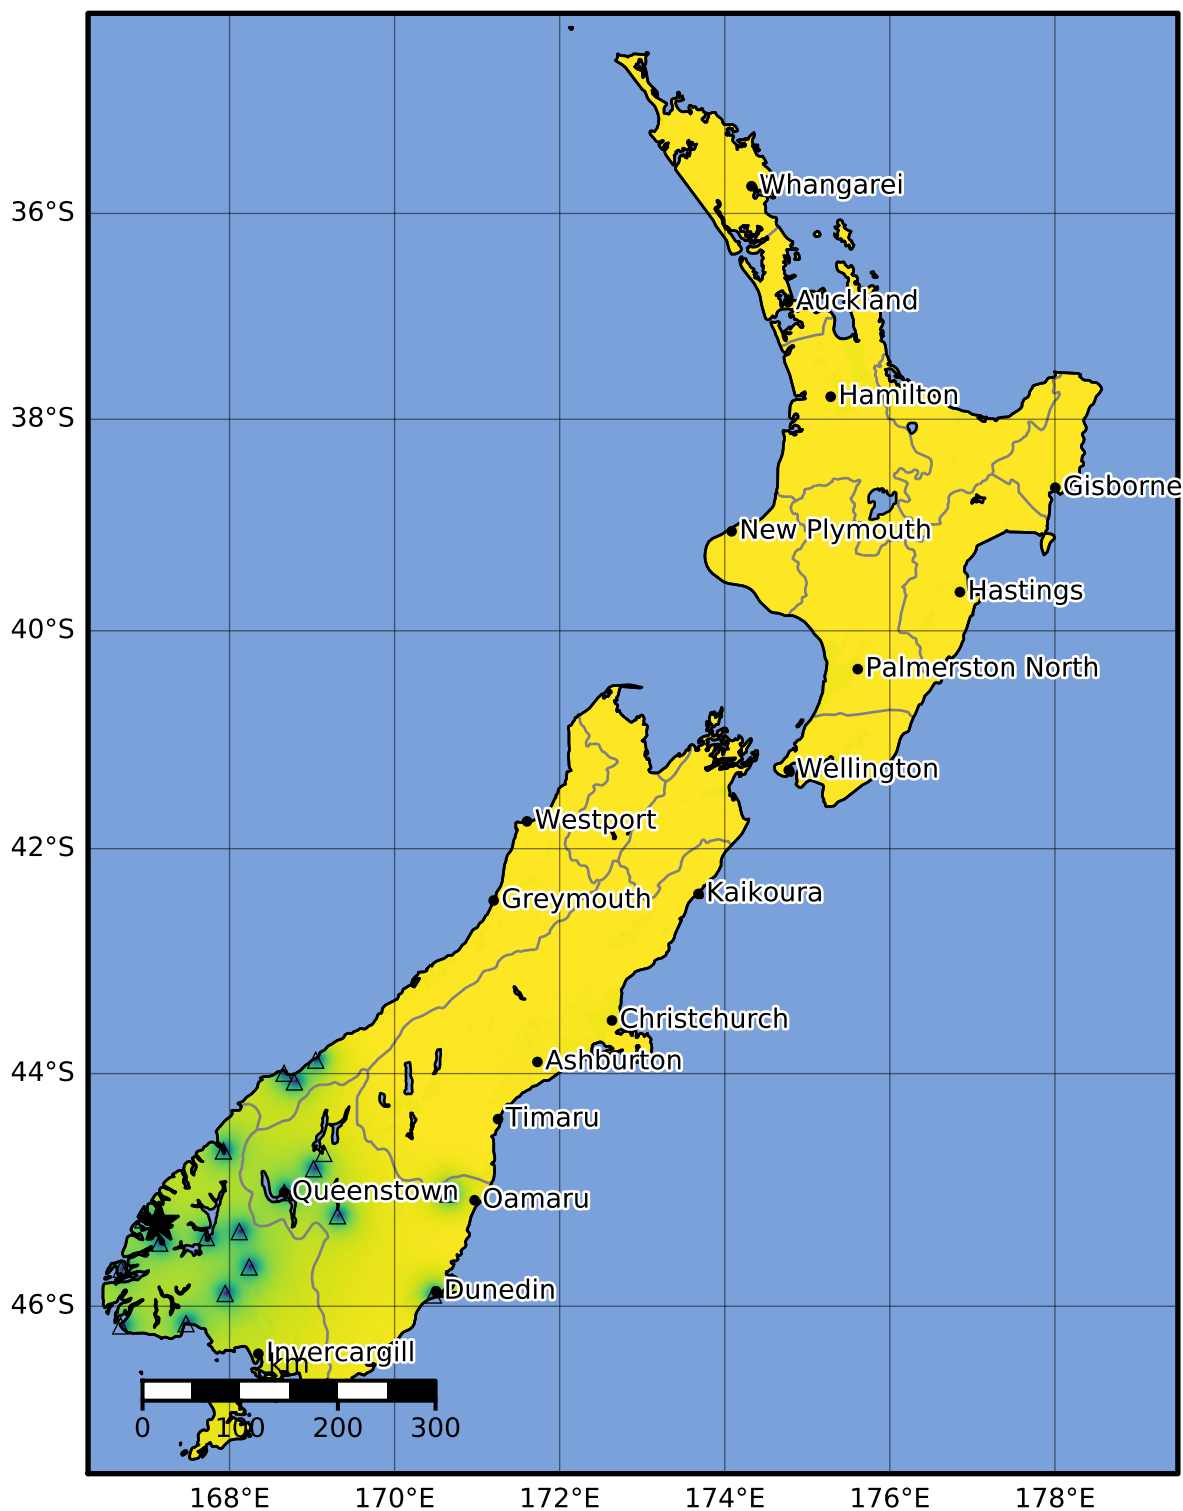 Whangarei
36°S
Auckland
Hamilton
38°S
Gisborne
New Plymouth
Hastings
40°S
Palmerston North
Wellington
Westport
42°S
Kaikoura
Greymouth
Christchurch
Ashburton
44°S
Timaru
Queenstown
Oamaru
Dunedin
46°S
Invercargill
km
0 100 200 300
168°E 170°E 172°E 174°E 176°E 178°E